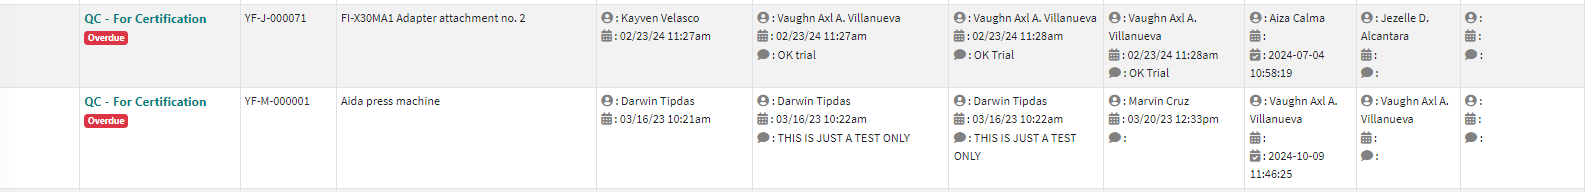 QC - For Certification
Overdue
YF-J-000071
FI-X30MA1 Adapter attachment no. 2
: Kayven Velasco
: 02/23/24 11:27am
: Vaughn Axl A. Villanueva
: 02/23/24 11:27am
: OK trial
: Vaughn Axl A. Villanueva
: 02/23/24 11:28am
: OK Trial
: Vaughn Axl A.
Villanueva
: 02/23/24 11:28am
: OK Trial
: Aiza Calma
:
: 2024-07-04
10:58:19
: Jezelle D.
Alcantara
:
:
:
:
:
QC - For Certification
Overdue
YF-M-000001
Aida press machine
: Darwin Tipdas
: 03/16/23 10:21am
: Darwin Tipdas
: 03/16/23 10:22am
: THIS IS JUST A TEST ONLY
: Darwin Tipdas
: 03/16/23 10:22am
: THIS IS JUST A TEST
ONLY
: Marvin Cruz
: 03/20/23 12:33pm
:
: Vaughn Axl A.
Villanueva
:
: 2024-10-09
11:46:25
: Vaughn Axl A.
Villanueva
:
:
:
:
: